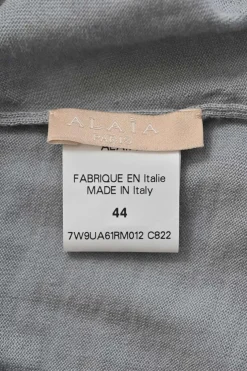 ALAÏA
PARIS
FABRIQUE EN Italie
MADE IN Italy
44
7W9UA61RM012 C822